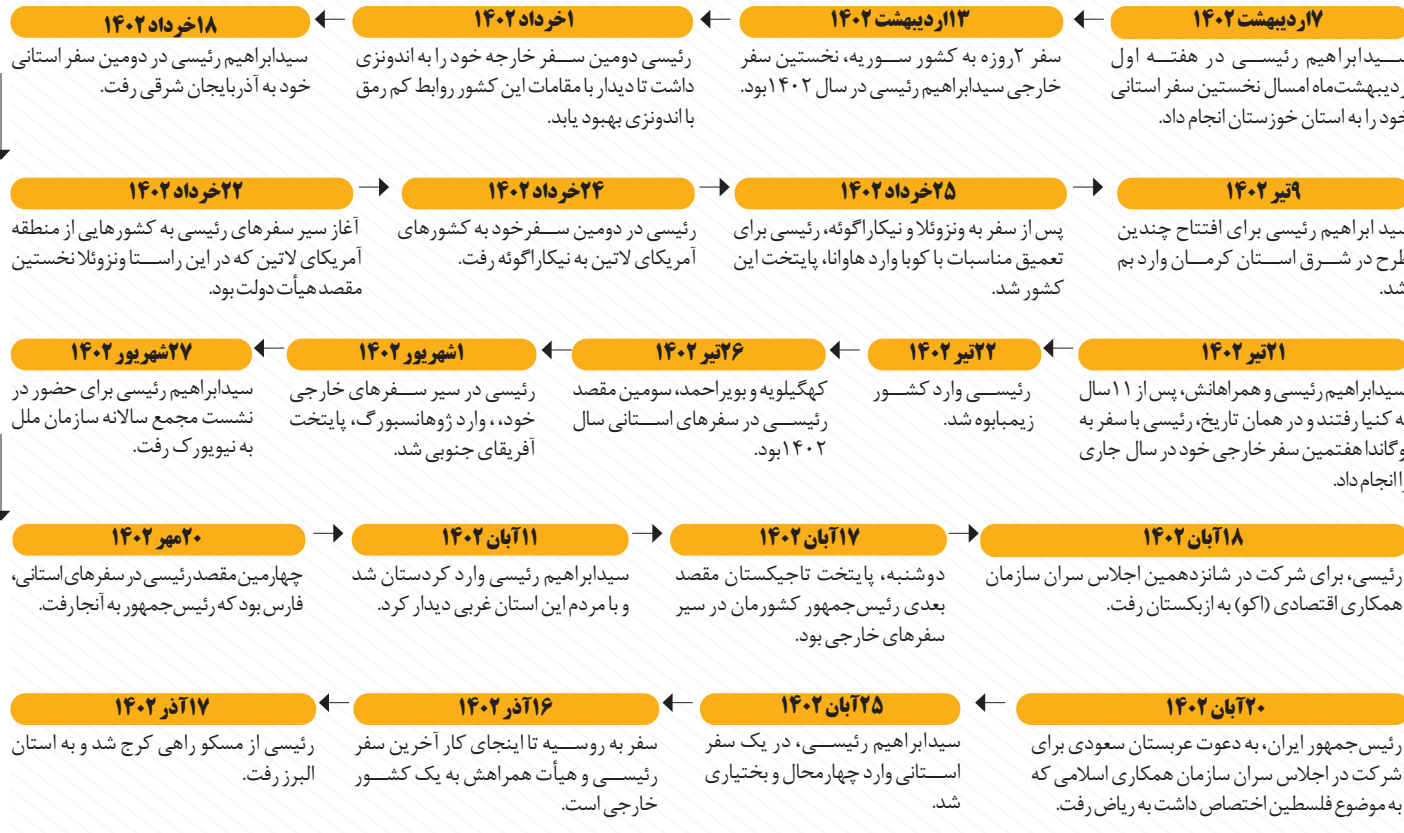 ۷اردیبهشت ۱۴۰۲
سیدابراهیم رئیسی در هفته اول
ردیبهشت‌ماه امسال نخستین سفر استانی
خود را به استان خوزستان انجام داد.
۱۳اردیبهشت ۱۴۰۲
سفر ۲روزه به کشور سوریه، نخستین سفر
خارجی سیدابراهیم رئیسی در سال ۱۴۰۲بود.
۱خرداد ۱۴۰۲
رئیسی دومین سفر خارجه خود را به اندونزی
داشت تا دیدار با مقامات این کشور روابط کم رمق
با اندونزی بهبود یابد.
۱۸خرداد ۱۴۰۲
سیدابراهیم رئیسی در دومین سفر استانی
خود به آذربایجان شرقی رفت.
۲۲خرداد ۱۴۰۲
آغاز سیر سفرهای رئیسی به کشورهایی از منطقه
آمریکای لاتین که در این راستا ونزوئلا نخستین
مقصد هیأت دولت بود.
۲۴خرداد ۱۴۰۲
رئیسی در دومین سفرخود به کشورهای
آمریکای لاتین به نیکاراگوئه رفت.
۲۵خرداد ۱۴۰۲
پس از سفر به ونزوئلا و نیکاراگوئه، رئیسی برای
تعمیق مناسبات با کوبا وارد هاوانا، پایتخت این
کشور شد.
۹تیر ۱۴۰۲
سید ابراهیم رئیسی برای افتتاح چندین
طرح در شرق استان کرمان وارد بم
شد.
۲۱تیر ۱۴۰۲
سیدابراهیم رئیسی و همراهانش، پس از ۱۱سال
به کنیا رفتند و در همان تاریخ، رئیسی با سفر به
وگاندا هفتمین سفر خارجی خود در سال جاری
را انجام داد.
۲۲تیر ۱۴۰۲
رئیسی وارد کشور
زیمبابوه شد.
۲۶تیر ۱۴۰۲
کهگیلویه و بویراحمد، سومین مقصد
رئیسی در سفرهای استانی سال
۱۴۰۲بود.
۱شهریور ۱۴۰۲
رئیسی در سیر سفرهای خارجی
خود،، وارد ژوهانسبورگ، پایتخت
آفریقای جنوبی شد.
۲۷شهریور ۱۴۰۲
سیدابراهیم رئیسی برای حضور در
نشست مجمع سالانه سازمان ملل
به نیویورک رفت.
۲۰مهر ۱۴۰۲
چهارمین مقصدرئیسی در سفرهای استانی،
فارس بود که رئیس‌جمهور به آنجارفت.
۱۱آبان ۱۴۰۲
سیدابراهیم رئیسی وارد کردستان شد
و با مردم این استان غربی دیدار کرد.
۱۷آبان ۱۴۰۲
دوشنبه، پایتخت تاجیکستان مقصد
بعدی رئیس‌جمهور کشورمان در سیر
سفرهای خارجی بود.
۱۸آبان ۱۴۰۲
رئیسی، برای شرکت در شانزدهمین اجلاس سران سازمان
همکاری اقتصادی (اکو) به ازبکستان رفت.
۲۰آبان ۱۴۰۲
رئیس‌جمهور ایران، به دعوت عربستان سعودی برای
شرکت در اجلاس سران سازمان همکاری اسلامی که
به موضوع فلسطین اختصاص داشت به ریاض رفت.
۲۵آبان ۱۴۰۲
سیدابراهیم رئیسی، در یک سفر
استانی وارد چهارمحال و بختیاری
شد.
۱۶آذر ۱۴۰۲
سفر به روسیه تا اینجای کار آخرین سفر
رئیسی و هیأت همراهش به یک کشور
خارجی است.
۱۷آذر ۱۴۰۲
رئیسی از مسکو راهی کرج شد و به استان
البرز رفت.